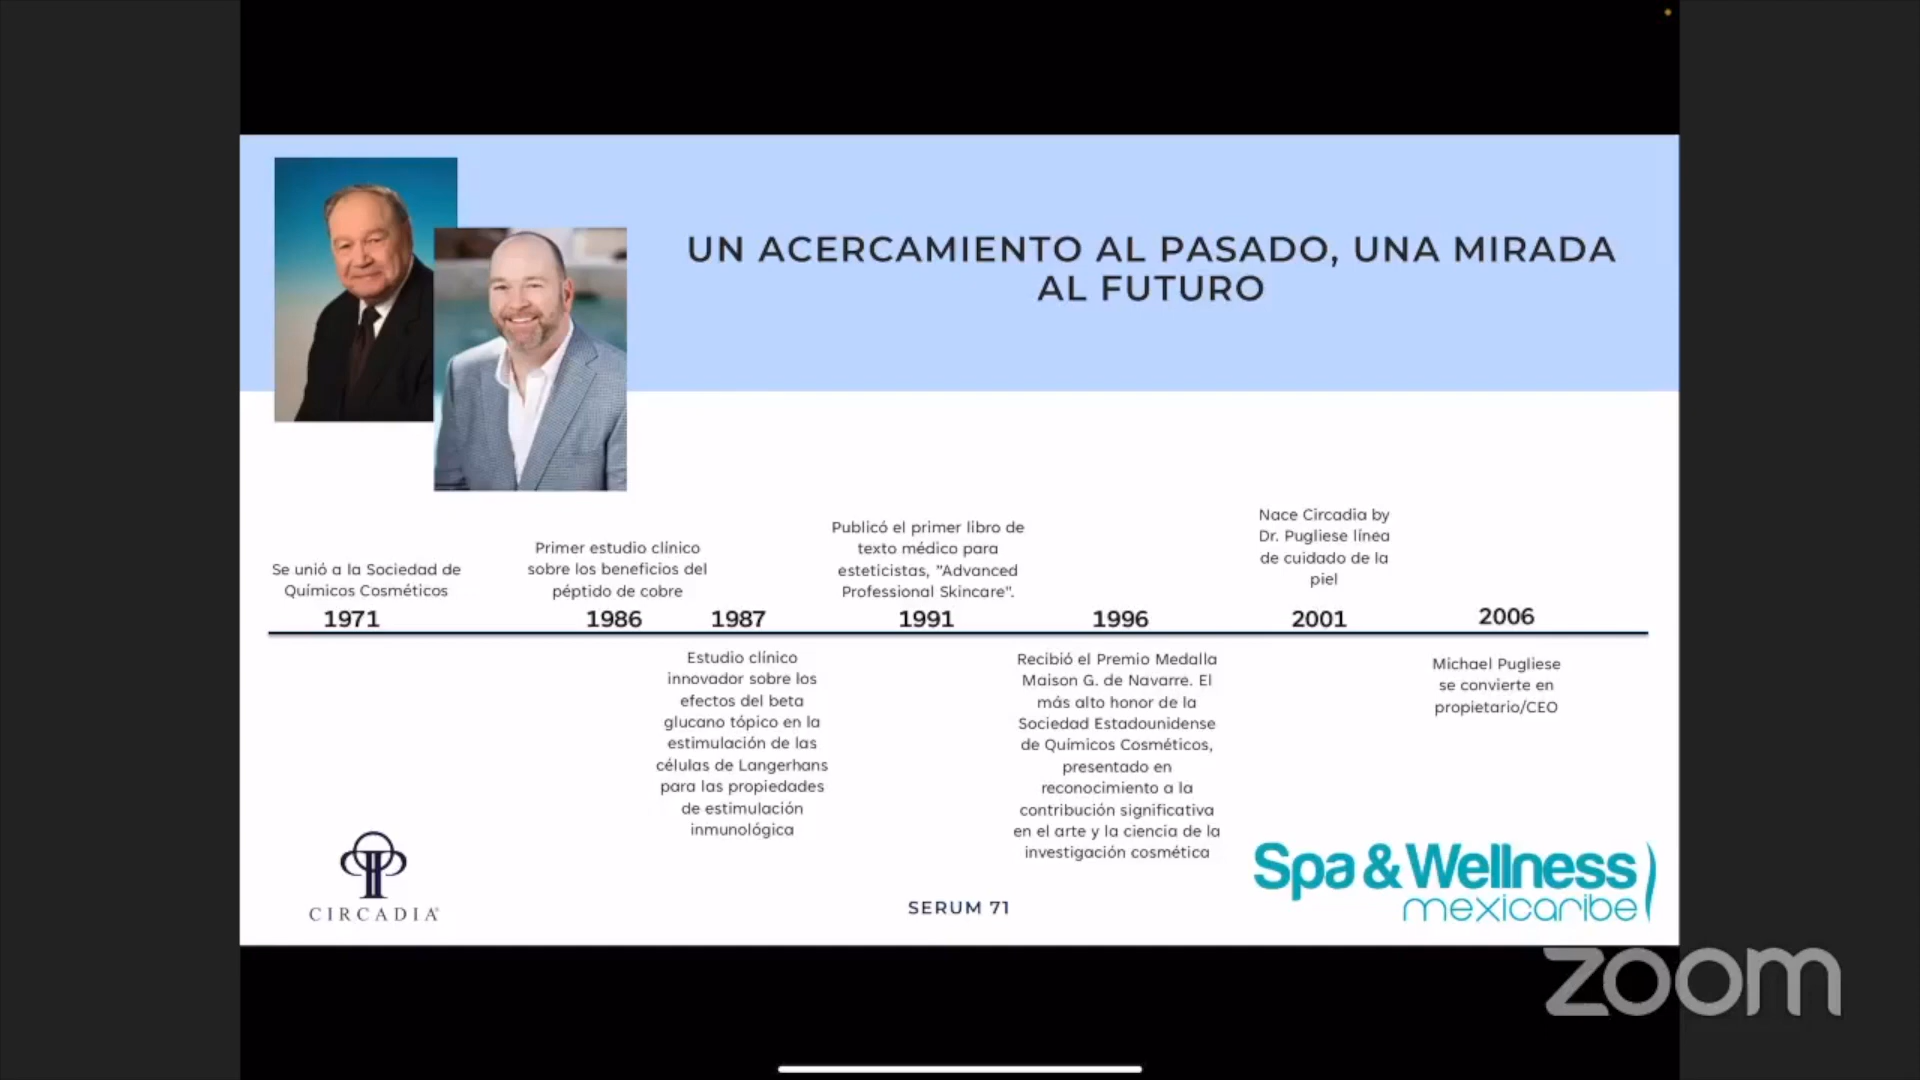 UN ACERCAMIENTO AL PASADO, UNA MIRADA
AL FUTURO
Se unió a la Sociedad de
Químicos Cosméticos
1971
Primer estudio clínico
sobre los beneficios del
péptido de cobre
1986
1987
Estudio clínico
innovador sobre los
efectos del beta
glucano tópico en la
estimulación de las
células de Langerhans
para las propiedades
de estimulación
inmunológica
Publicó el primer libro de
texto médico para
esteticistas, "Advanced
Professional Skincare".
1991
1996
Recibió el Premio Medalla
Maison G. de Navarre. El
más alto honor de la
Sociedad Estadounidense
de Químicos Cosméticos,
presentado en
reconocimiento a la
contribución significativa
en el arte y la ciencia de la
investigación cosmética
Nace Circadia by
Dr. Pugliese línea
de cuidado de la
piel
2001
2006
Michael Pugliese
se convierte en
propietario/CEO
CIRCADIA®
SERUM 71
Spa & Wellness
mexicaribe
zoom